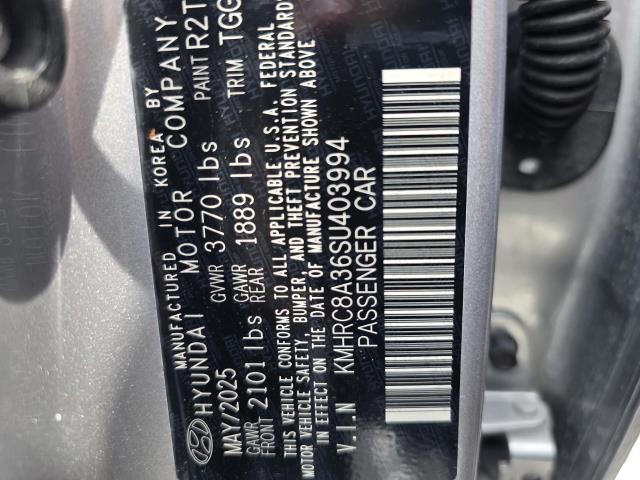 MANUFACTURED IN KOREA BY
HYUNDAI MOTOR COMPANY
MAY/2025 GVWR 3770 lbs PAINT R2T
GAWR FRONT 2101 lbs GAWR REAR 1889 lbs TRIM TGG
THIS VEHICLE CONFORMS TO ALL APPLICABLE U.S.A. FEDERAL
MOTOR VEHICLE SAFETY, BUMPER, AND THEFT PREVENTION STANDARD
IN EFFECT ON THE DATE OF MANUFACTURE SHOWN ABOVE
V.I.N KMHRC8A36SU403994
PASSENGER CAR